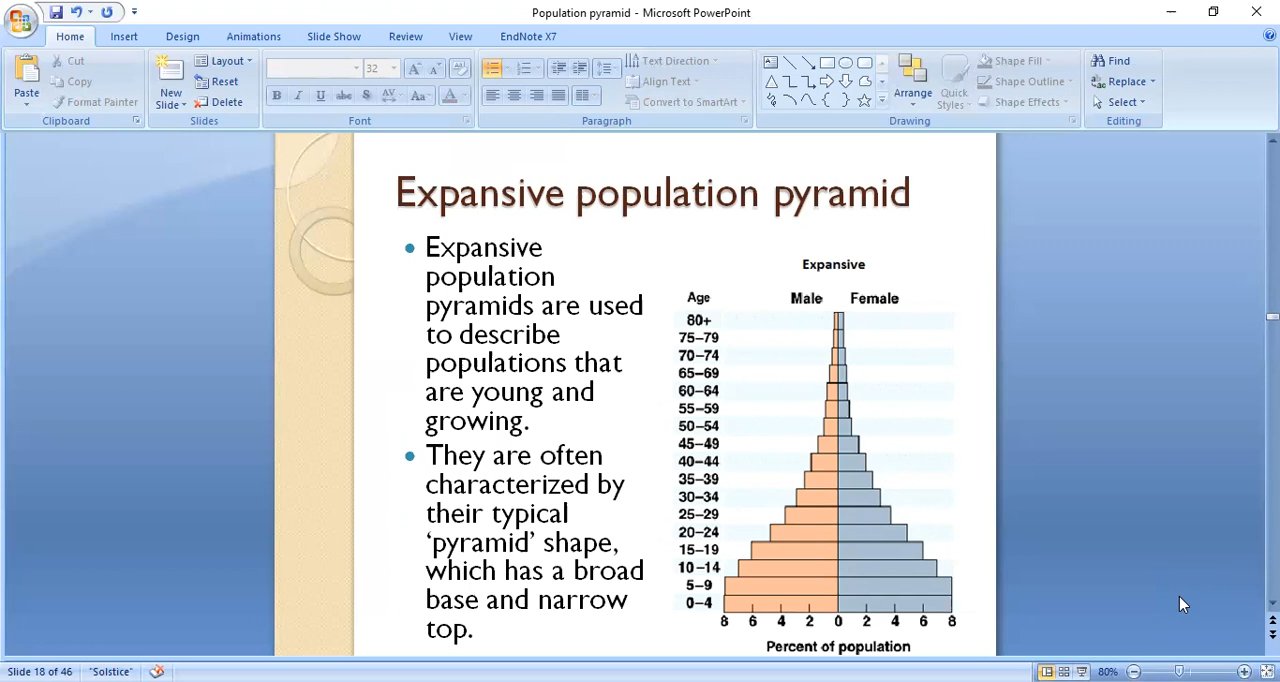 Population pyramid - Microsoft PowerPoint
Home Insert Design Animations Slide Show Review View EndNote X7
Paste
Cut
Copy
Format Painter
Clipboard
New
Slide
Layout
Reset
Delete
Slides
32
B I U abc S AV Aa A
Font
Text Direction
Align Text
Convert to SmartArt
Paragraph
Arrange
Quick
Styles
Shape Fill
Shape Outline
Shape Effects
Drawing
Find
Replace
Select
Editing
Expansive population pyramid
• Expansive
population
pyramids are used
to describe
populations that
are young and
growing.
• They are often
characterized by
their typical
‘pyramid’ shape,
which has a broad
base and narrow
top.
Expansive
Age Male Female
80+
75–79
70–74
65–69
60–64
55–59
50–54
45–49
40–44
35–39
30–34
25–29
20–24
15–19
10–14
5–9
0–4
8 6 4 2 0 2 4 6 8
Percent of population
Slide 18 of 46 "Solstice" 80%